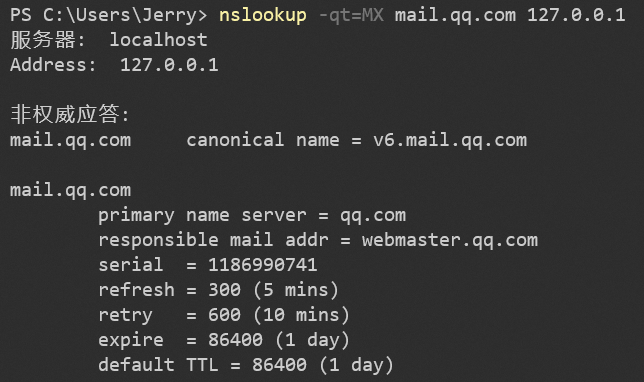 PS C:\Users\Jerry> nslookup -qt=MX mail.qq.com 127.0.0.1
服务器:  localhost
Address:  127.0.0.1

非权威应答:
mail.qq.com     canonical name = v6.mail.qq.com

mail.qq.com
        primary name server = qq.com
        responsible mail addr = webmaster.qq.com
        serial  = 1186990741
        refresh = 300 (5 mins)
        retry   = 600 (10 mins)
        expire  = 86400 (1 day)
        default TTL = 86400 (1 day)